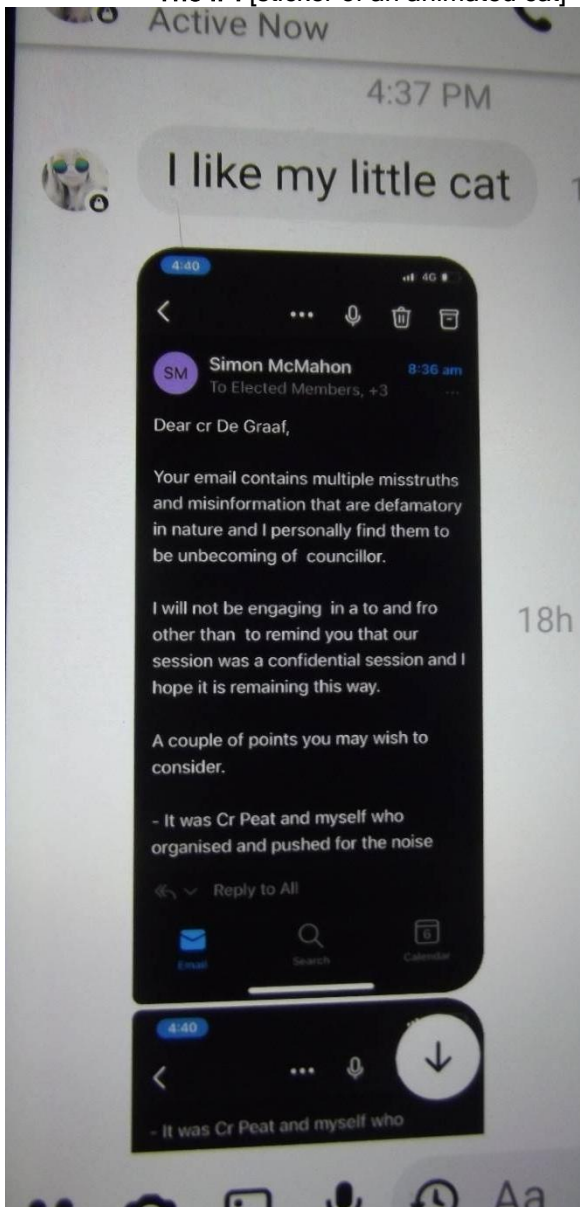 Active Now
4:37 PM
I like my little cat
4:40
4G
SM
Simon McMahon
8:36 am
To Elected Members, +3
Dear cr De Graaf,
Your email contains multiple misstruths
and misinformation that are defamatory
in nature and I personally find them to
be unbecoming of  councillor.
I will not be engaging  in a to and fro
other than  to remind you that our
session was a confidential session and I
hope it is remaining this way.
18h
A couple of points you may wish to
consider.
- It was Cr Peat and myself who
organised and pushed for the noise
Reply to All
6
Email
Search
Calendar
4:40
- It was Cr Peat and myself who
Aa